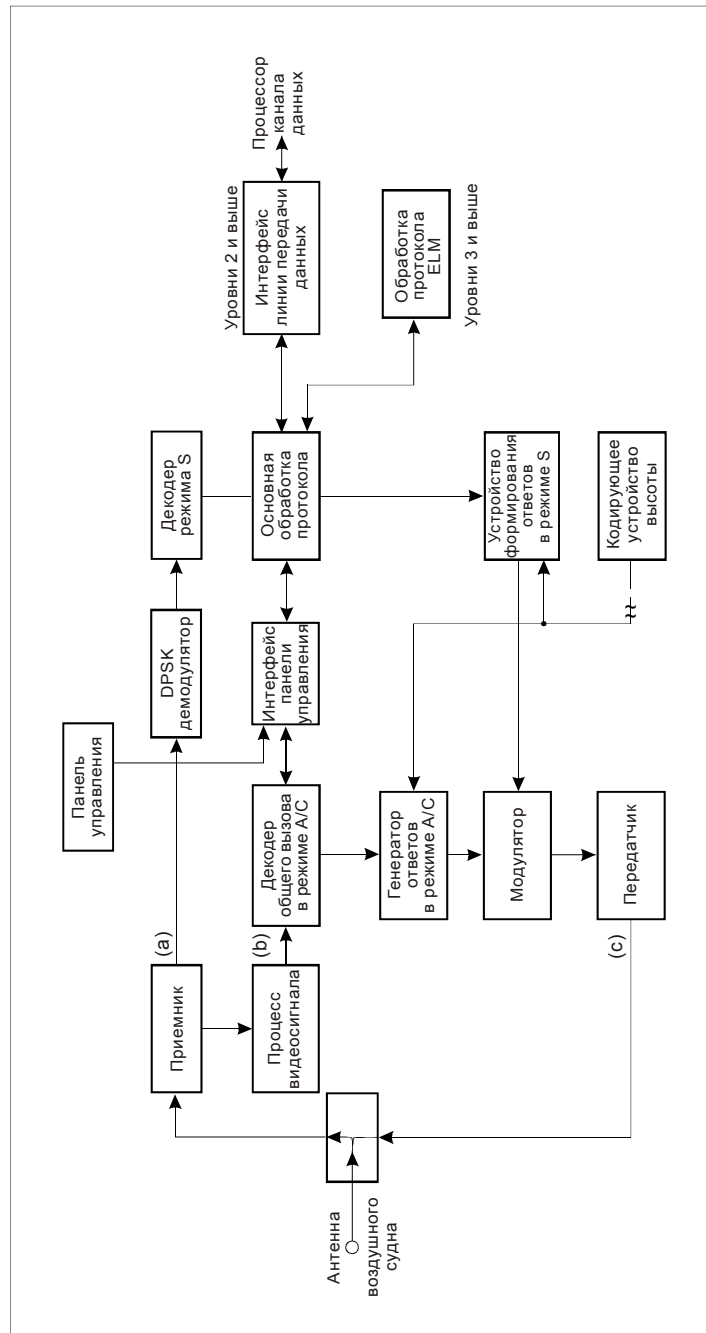 Антенна
воздушного
судна
Приемник
(a)
Процесс
видеосигнала
(b)
Панель
управления
DPSK
демодулятор
Декодер
режима S
Декодер
общего вызова
в режиме A/C
Интерфейс
панели
управления
Основная
обработка
протокола
Уровни 2 и выше
Интерфейс
линии передачи
данных
Процессор
канала
данных
Обработка
протокола
ELM
Уровни 3 и выше
Генератор
ответов
в режиме A/C
Модулятор
Передатчик
(c)
Устройство
формирования
ответов
в режиме S
Кодирующее
устройство
высоты